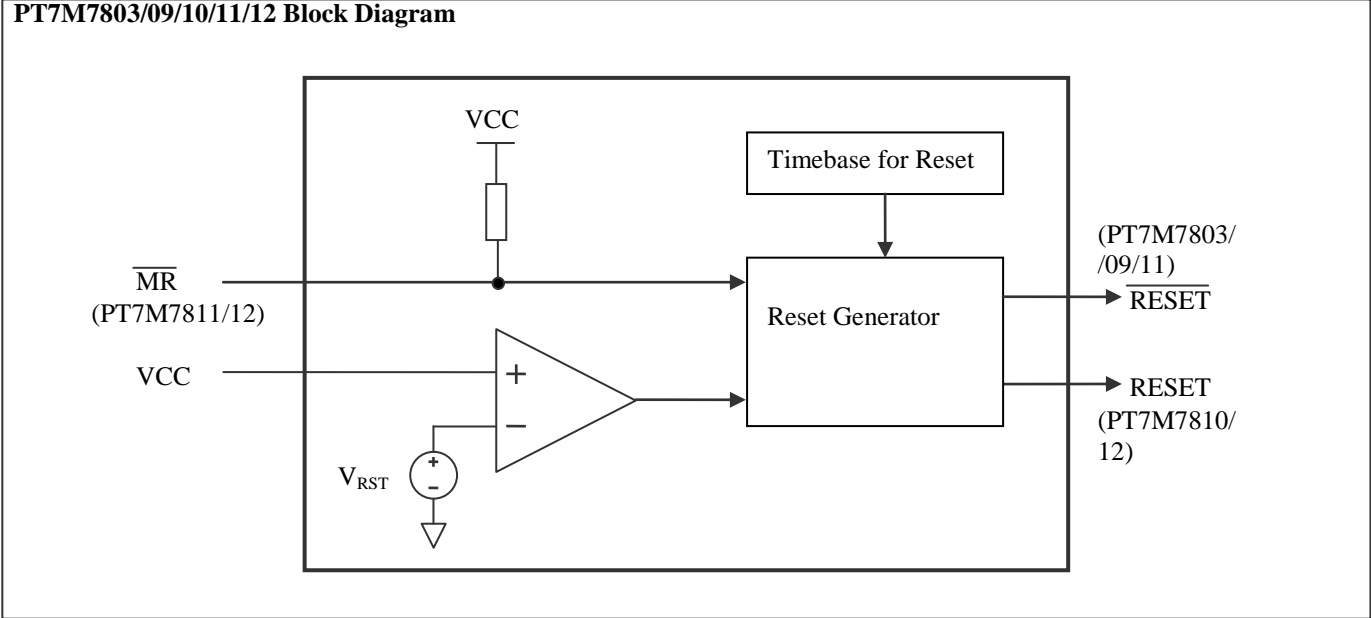 PT7M7803/09/10/11/12 Block Diagram
VCC
Timebase for Reset
(PT7M7803/
/09/11)
MR
(PT7M7811/12)
RESET
Reset Generator
VCC
+
−
RESET
(PT7M7810/
12)
VRST
+
-